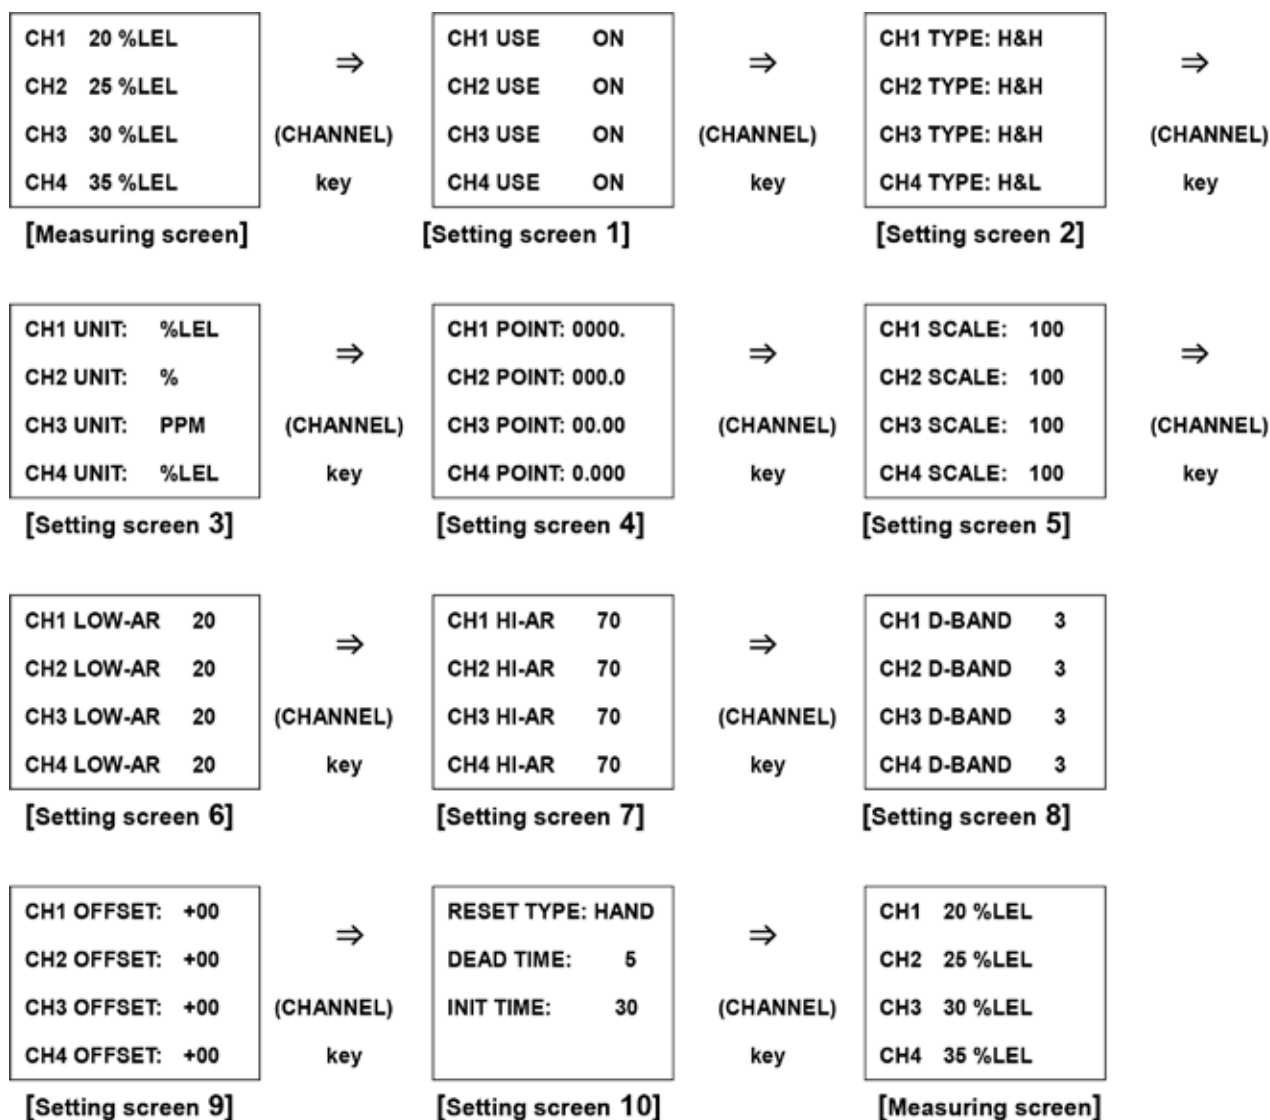 CH1 20 %LEL
CH2 25 %LEL
CH3 30 %LEL
CH4 35 %LEL
[Measuring screen]
⇒
(CHANNEL)
key
CH1 USE ON
CH2 USE ON
CH3 USE ON
CH4 USE ON
[Setting screen 1]
⇒
(CHANNEL)
key
CH1 TYPE: H&H
CH2 TYPE: H&H
CH3 TYPE: H&H
CH4 TYPE: H&L
[Setting screen 2]
⇒
(CHANNEL)
key
CH1 UNIT: %LEL
CH2 UNIT: %
CH3 UNIT: PPM
CH4 UNIT: %LEL
[Setting screen 3]
⇒
(CHANNEL)
key
CH1 POINT: 0000.
CH2 POINT: 000.0
CH3 POINT: 00.00
CH4 POINT: 0.000
[Setting screen 4]
⇒
(CHANNEL)
key
CH1 SCALE: 100
CH2 SCALE: 100
CH3 SCALE: 100
CH4 SCALE: 100
[Setting screen 5]
⇒
(CHANNEL)
key
CH1 LOW-AR 20
CH2 LOW-AR 20
CH3 LOW-AR 20
CH4 LOW-AR 20
[Setting screen 6]
⇒
(CHANNEL)
key
CH1 HI-AR 70
CH2 HI-AR 70
CH3 HI-AR 70
CH4 HI-AR 70
[Setting screen 7]
⇒
(CHANNEL)
key
CH1 D-BAND 3
CH2 D-BAND 3
CH3 D-BAND 3
CH4 D-BAND 3
[Setting screen 8]
CH1 OFFSET: +00
CH2 OFFSET: +00
CH3 OFFSET: +00
CH4 OFFSET: +00
[Setting screen 9]
⇒
(CHANNEL)
key
RESET TYPE: HAND
DEAD TIME: 5
INIT TIME: 30
[Setting screen 10]
⇒
(CHANNEL)
key
CH1 20 %LEL
CH2 25 %LEL
CH3 30 %LEL
CH4 35 %LEL
[Measuring screen]